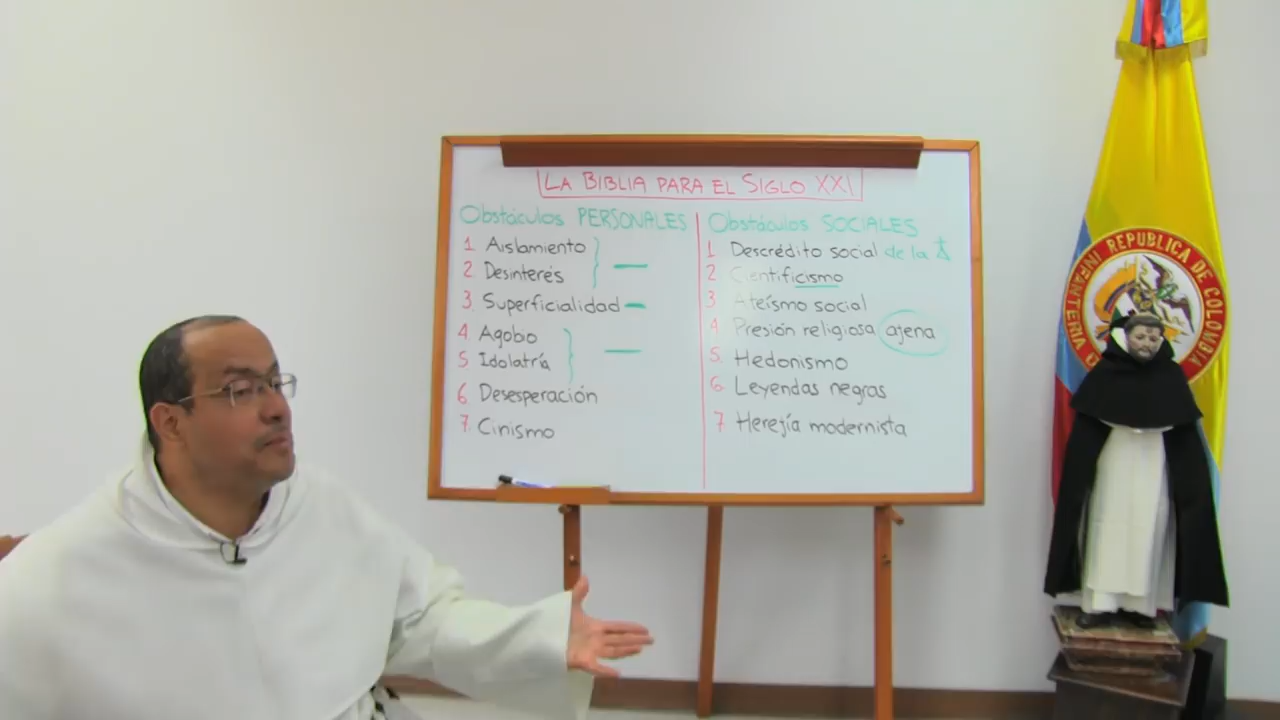 LA BIBLIA PARA EL SIGLO XXI
Obstáculos PERSONALES
1. Aislamiento
2. Desinterés
3. Superficialidad
4. Agobio
5. Idolatría
6. Desesperación
7. Cinismo
Obstáculos SOCIALES
1. Descrédito social de la
2. Cientificismo
3. Ateísmo social
4. Presión religiosa ajena
5. Hedonismo
6. Leyendas negras
7. Herejía modernista
REPUBLICA DE COLOMBIA
INFANTERIA